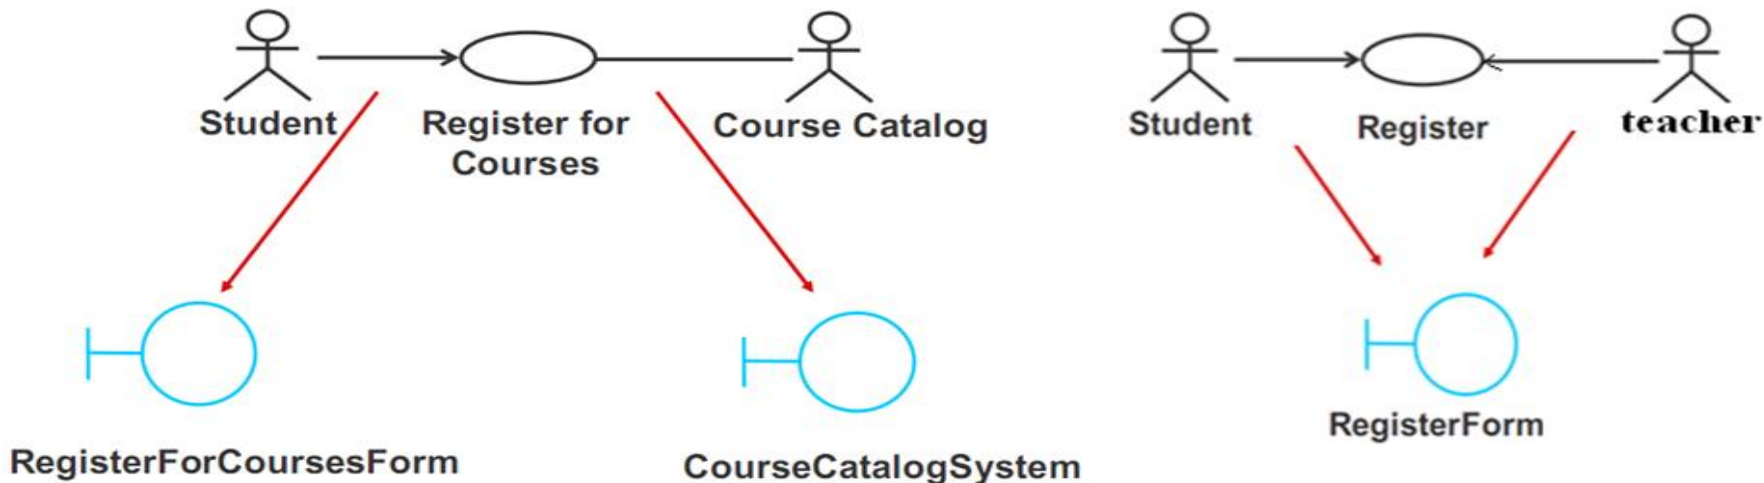 Student
Register for
Courses
Course Catalog
RegisterForCoursesForm
CourseCatalogSystem
Student
Register
teacher
RegisterForm